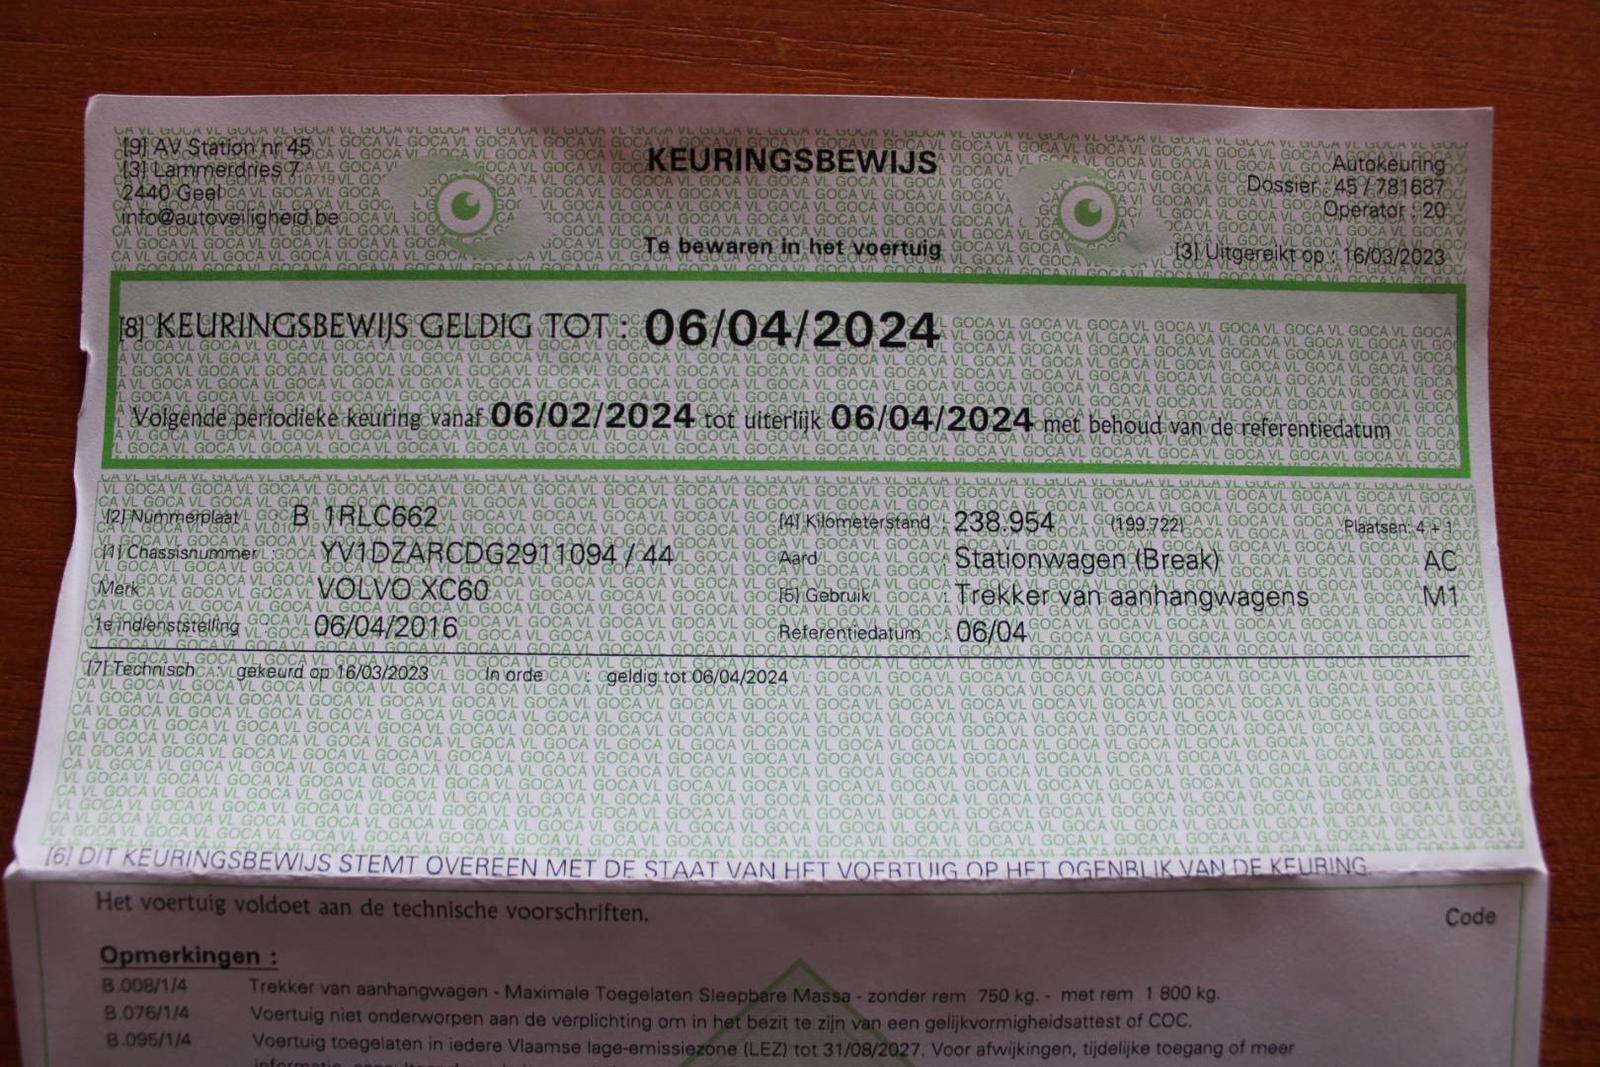 [9] AV Station nr 45
[3] Lammerdries 7
2440 Geel
info@autoveiligheid.be
KEURINGSBEWIJS
Te bewaren in het voertuig
Autokeuring
Dossier : 45 / 781687
Operator : 20
[3] Uitgereikt op : 16/03/2023
[8] KEURINGSBEWIJS GELDIG TOT : 06/04/2024
Volgende periodieke keuring vanaf 06/02/2024 tot uiterlijk 06/04/2024 met behoud van de referentiedatum
[2] Nummerplaat B 1RLC662 [4] Kilometerstand : 238.954 (199.722) Plaatsen: 4 + 1
[1] Chassisnummer : YV1DZARCDG2911094 / 44 Aard : Stationwagen (Break) AC
Merk : VOLVO XC60 [5] Gebruik : Trekker van aanhangwagens M1
1e indienststelling : 06/04/2016 Referentiedatum : 06/04
[7] Technisch : gekeurd op 16/03/2023 In orde : geldig tot 06/04/2024
[6] DIT KEURINGSBEWIJS STEMT OVEREEN MET DE STAAT VAN HET VOERTUIG OP HET OGENBLIK VAN DE KEURING
Het voertuig voldoet aan de technische voorschriften. Code
Opmerkingen :
B.008/1/4 Trekker van aanhangwagen - Maximale Toegelaten Sleepbare Massa - zonder rem 750 kg. - met rem 1 800 kg.
B.076/1/4 Voertuig niet onderworpen aan de verplichting om in het bezit te zijn van een gelijkvormigheidsattest of COC.
B.095/1/4 Voertuig toegelaten in iedere Vlaamse lage-emissiezone (LEZ) tot 31/08/2027. Voor afwijkingen, tijdelijke toegang of meer